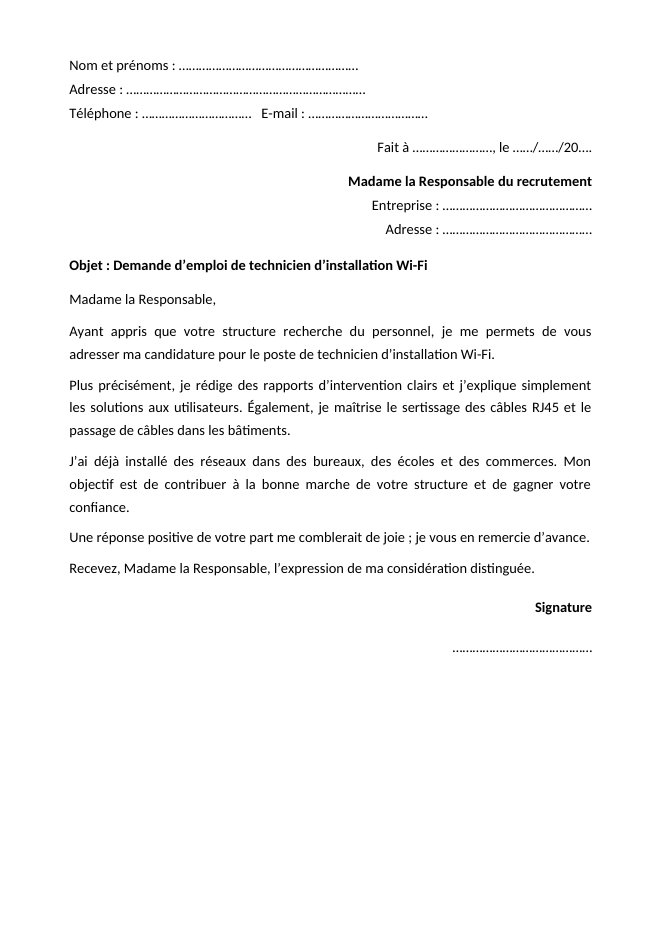 Nom et prénoms : ……………………………………………
Adresse : ……………………………………………………………
Téléphone : …………………………… E-mail : ……………………………
Fait à ……………………, le ……/……/20….
Madame la Responsable du recrutement
Entreprise : ………………………………………
Adresse : ………………………………………
Objet : Demande d’emploi de technicien d’installation Wi-Fi
Madame la Responsable,
Ayant appris que votre structure recherche du personnel, je me permets de vous
adresser ma candidature pour le poste de technicien d’installation Wi-Fi.
Plus précisément, je rédige des rapports d’intervention clairs et j’explique simplement
les solutions aux utilisateurs. Également, je maîtrise le sertissage des câbles RJ45 et le
passage de câbles dans les bâtiments.
J’ai déjà installé des réseaux dans des bureaux, des écoles et des commerces. Mon
objectif est de contribuer à la bonne marche de votre structure et de gagner votre
confiance.
Une réponse positive de votre part me comblerait de joie ; je vous en remercie d’avance.
Recevez, Madame la Responsable, l’expression de ma considération distinguée.
Signature
……………………………………